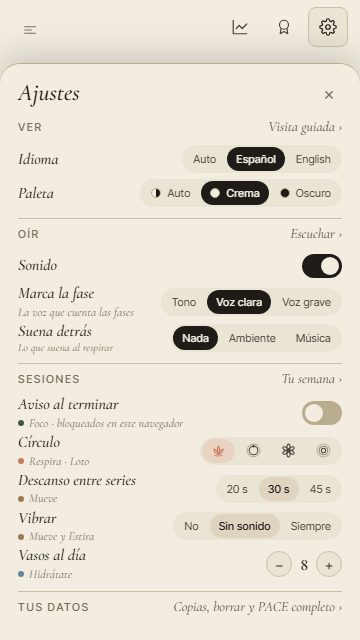 Ajustes
VER Visita guiada ›
Idioma Auto Español English
Paleta Auto Crema Oscuro
OÍR Escuchar ›
Sonido
Marca la fase Tono Voz clara Voz grave
La voz que cuenta las fases
Suena detrás Nada Ambiente Música
Lo que suena al respirar
SESIONES Tu semana ›
Aviso al terminar
Foco · bloqueados en este navegador
Círculo
Respira · Loto
Descanso entre series 20 s 30 s 45 s
Mueve
Vibrar No Sin sonido Siempre
Mueve y Estira
Vasos al día − 8 +
Hidrátate
TUS DATOS Copias, borrar y PACE completo ›